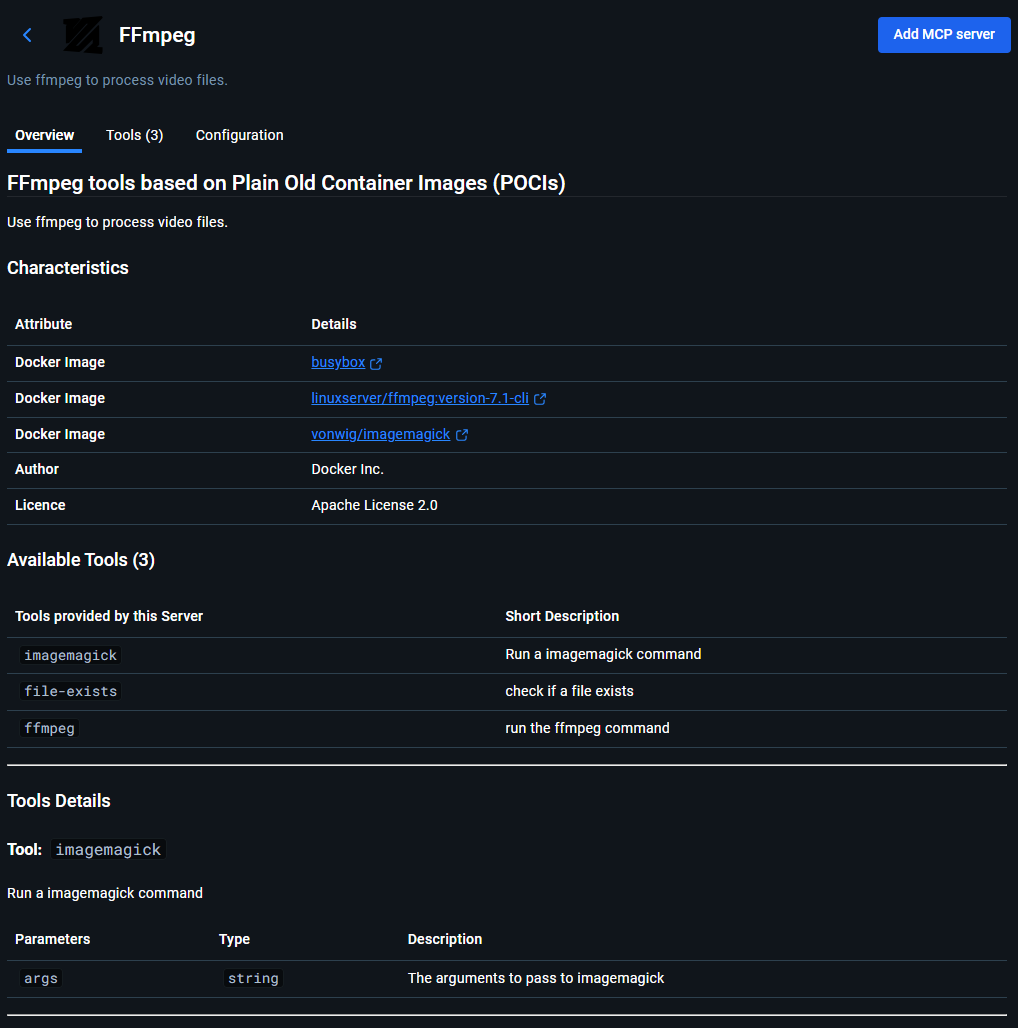 FFmpeg
Add MCP server
Use ffmpeg to process video files.
Overview Tools (3) Configuration
FFmpeg tools based on Plain Old Container Images (POCIs)
Use ffmpeg to process video files.
Characteristics
Attribute Details
Docker Image busybox
Docker Image linuxserver/ffmpeg:version-7.1-cli
Docker Image vonwig/imagemagick
Author Docker Inc.
Licence Apache License 2.0
Available Tools (3)
Tools provided by this Server Short Description
imagemagick Run a imagemagick command
file-exists check if a file exists
ffmpeg run the ffmpeg command
Tools Details
Tool: imagemagick
Run a imagemagick command
Parameters Type Description
args string The arguments to pass to imagemagick